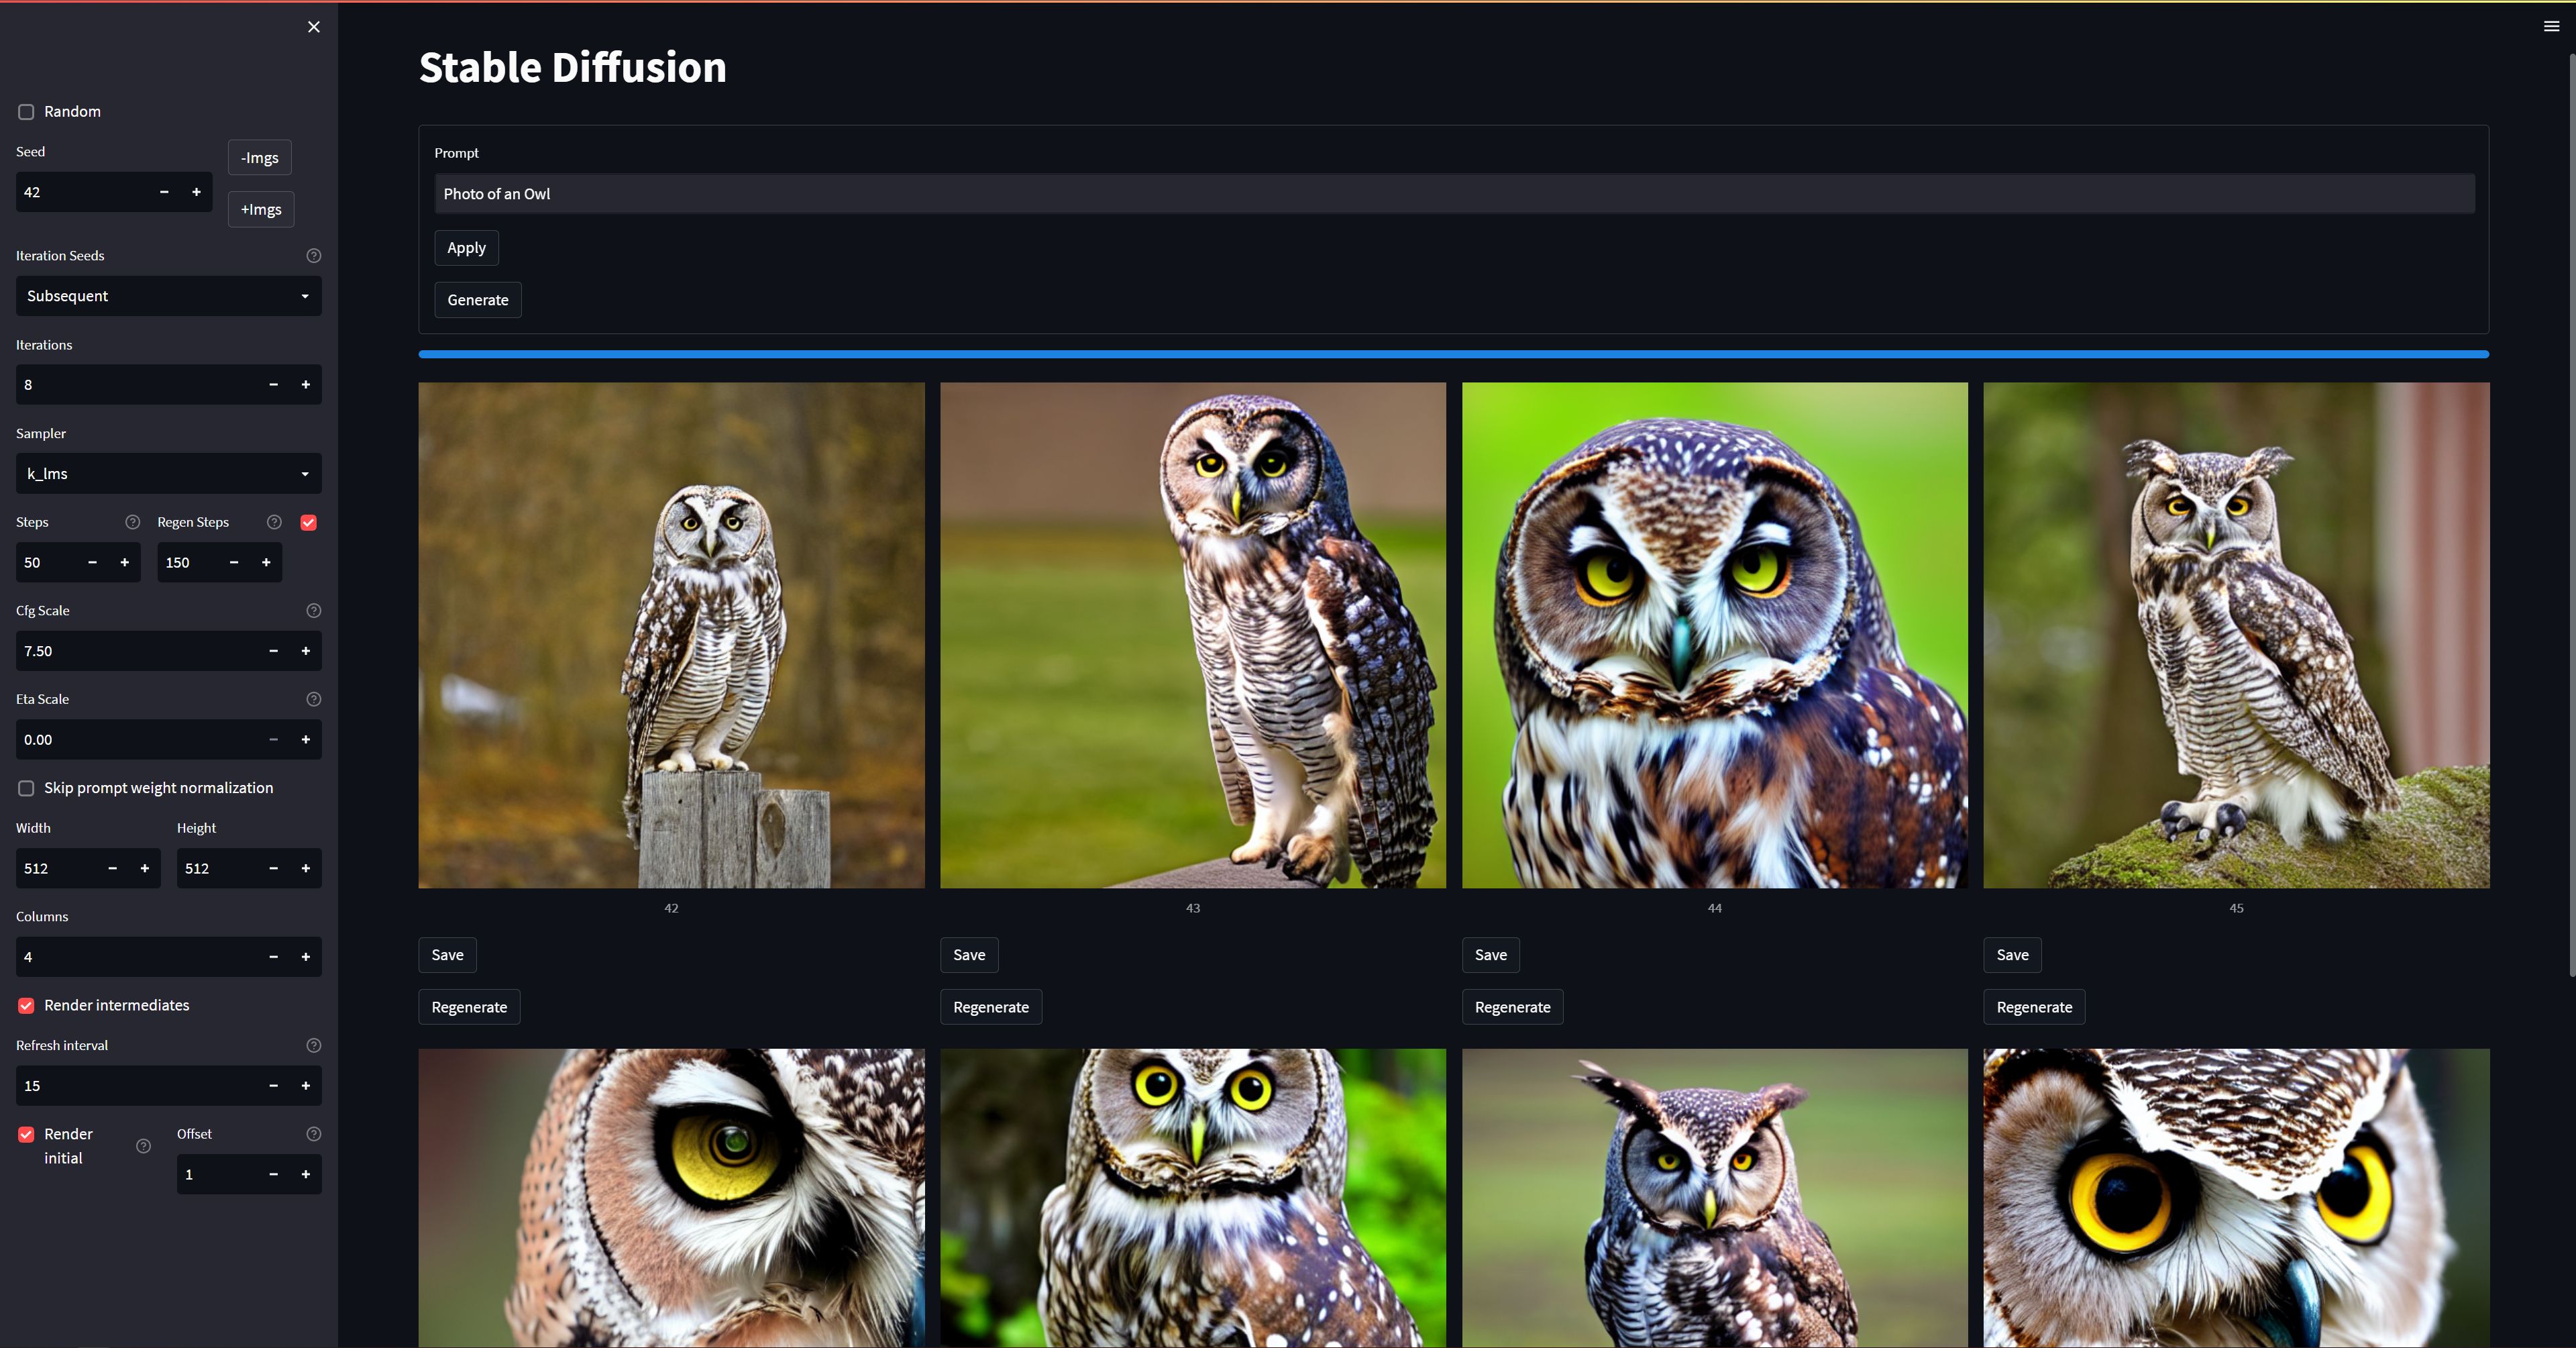 Random
Seed
42
-Imgs
+Imgs
Iteration Seeds
Subsequent
Iterations
8
Sampler
k_lms
Steps
Regen Steps
50
150
Cfg Scale
7.50
Eta Scale
0.00
Skip prompt weight normalization
Width
Height
512
512
Columns
4
Render intermediates
Refresh interval
15
Render
initial
Offset
1
Stable Diffusion
Prompt
Photo of an Owl
Apply
Generate
42
43
44
45
Save
Save
Save
Save
Regenerate
Regenerate
Regenerate
Regenerate